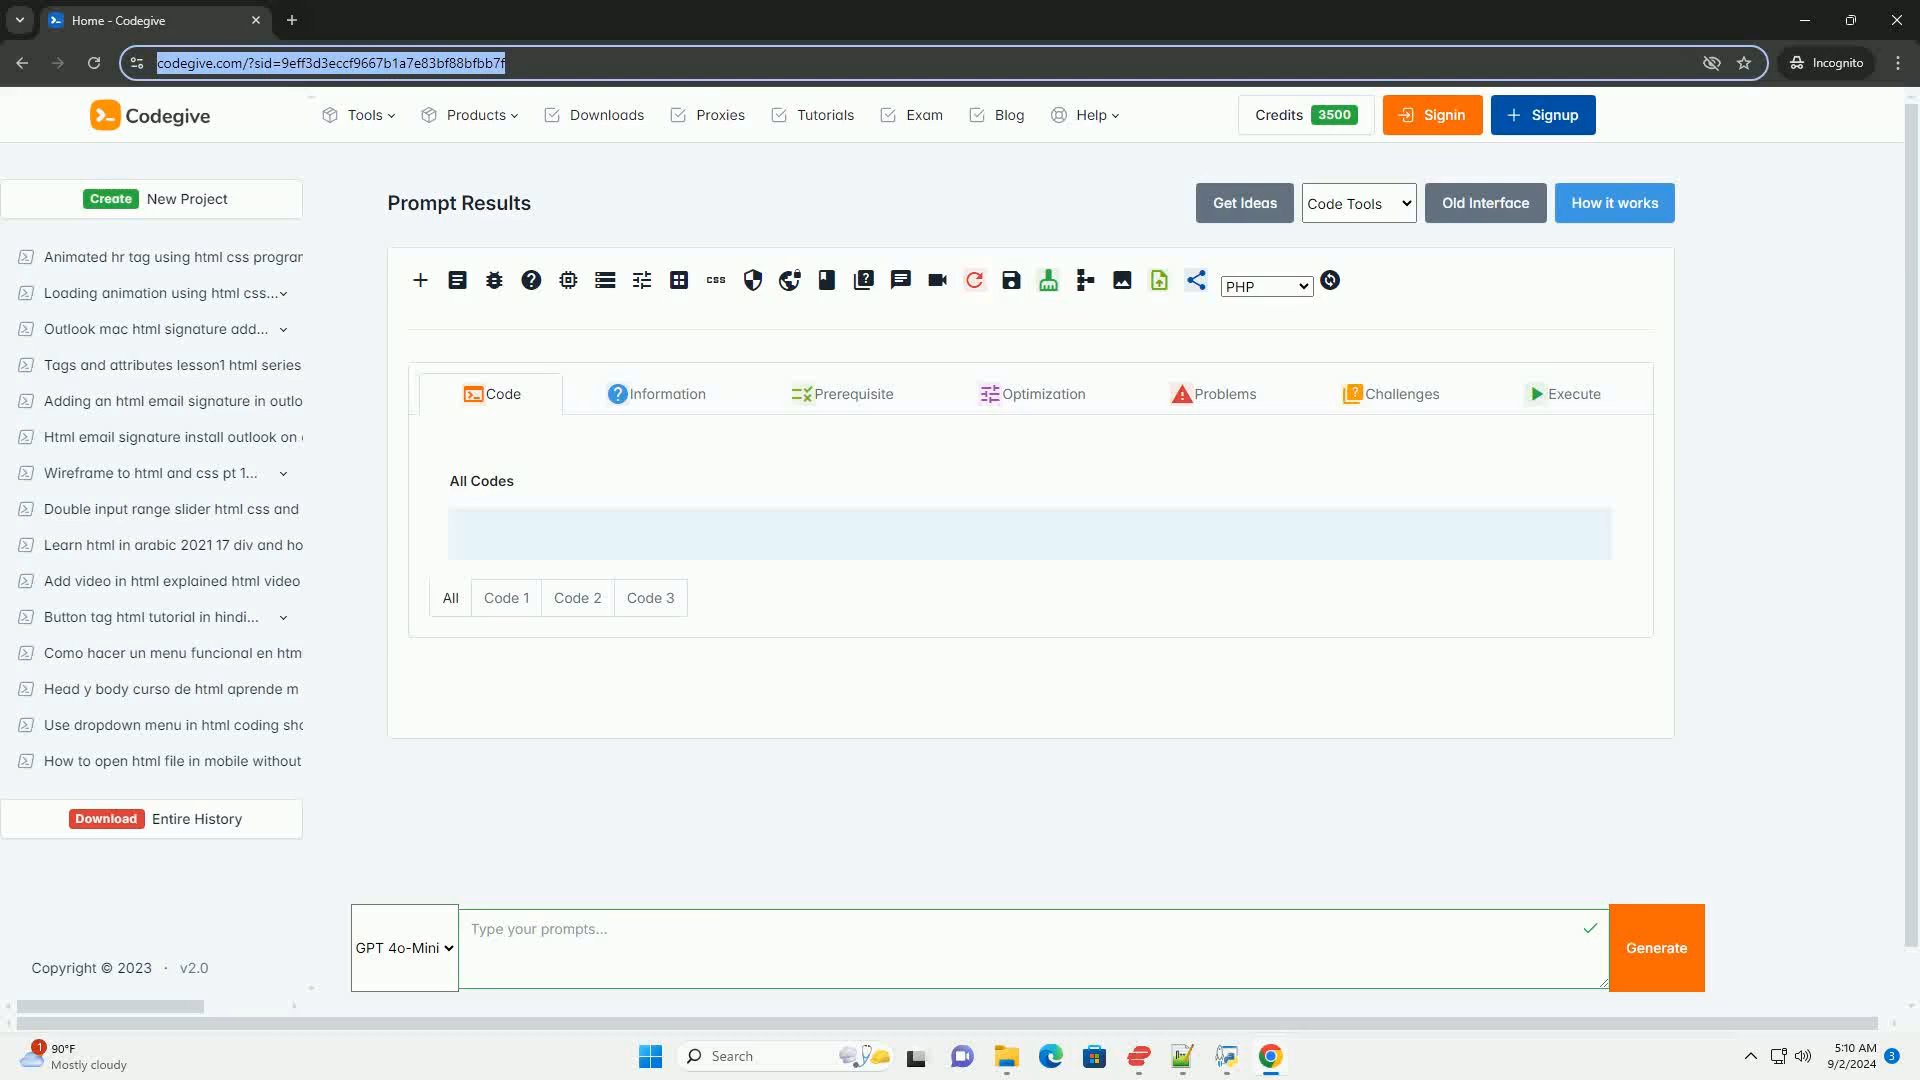 Home - Codegive
codegive.com/?sid=9eff3d3eccf9667b1a7e83bf88bfbb7f
Incognito
Codegive
Tools
Products
Downloads
Proxies
Tutorials
Exam
Blog
Help
Credits 3500
Signin
Signup
Create New Project
Animated hr tag using html css program
Loading animation using html css...
Outlook mac html signature add...
Tags and attributes lesson1 html series
Adding an html email signature in outlo
Html email signature install outlook on
Wireframe to html and css pt 1...
Double input range slider html css and
Learn html in arabic 2021 17 div and ho
Add video in html explained html video
Button tag html tutorial in hindi...
Como hacer un menu funcional en htm
Head y body curso de html aprende m
Use dropdown menu in html coding sho
How to open html file in mobile without
Download Entire History
Copyright © 2023 · v2.0
Prompt Results
Get Ideas
Code Tools
Old Interface
How it works
CSS
PHP
Code
Information
Prerequisite
Optimization
Problems
Challenges
Execute
All Codes
All
Code 1
Code 2
Code 3
GPT 4o-Mini
Type your prompts...
Generate
1
90°F
Mostly cloudy
Search
5:10 AM
9/2/2024
3